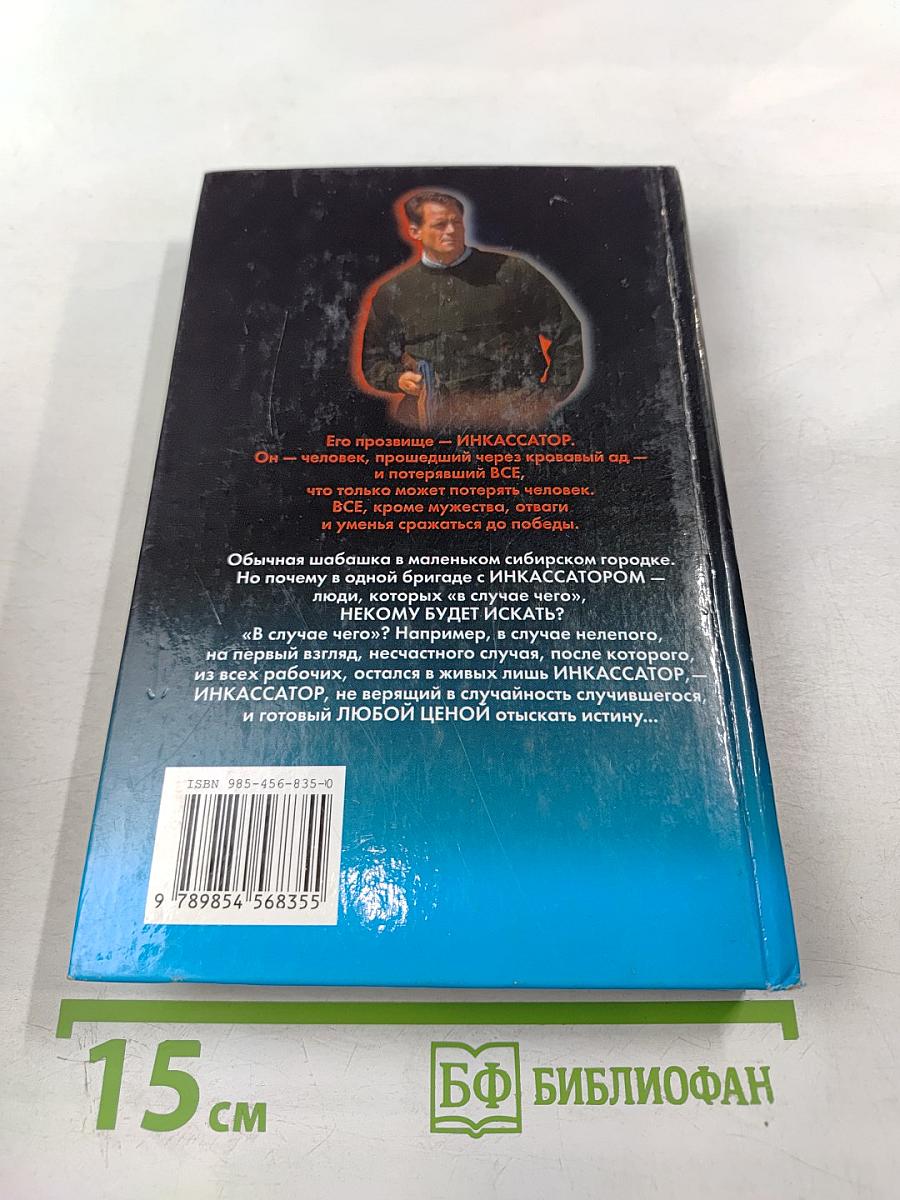 Его прозвище — ИНКАССАТОР.
Он — человек, прошедший через кровавый ад —
и потерявший ВСЕ,
что только может потерять человек.
ВСЕ, кроме мужества, отваги
и уменья сражаться до победы.
Обычная шабашка в маленьком сибирском городке.
Но почему в одной бригаде с ИНКАССАТОРОМ —
люди, которых «в случае чего»,
НЕКОМУ БУДЕТ ИСКАТЬ?
«В случае чего»? Например, в случае нелепого,
на первый взгляд, несчастного случая, после которого,
из всех рабочих, остался в живых лишь ИНКАССАТОР,—
ИНКАССАТОР, не верящий в случайность случившегося,
и готовый ЛЮБОЙ ЦЕНОЙ отыскать истину...
ISBN 985-456-835-0
9 789854 568355
15 см
БФ БИБЛИОФАН